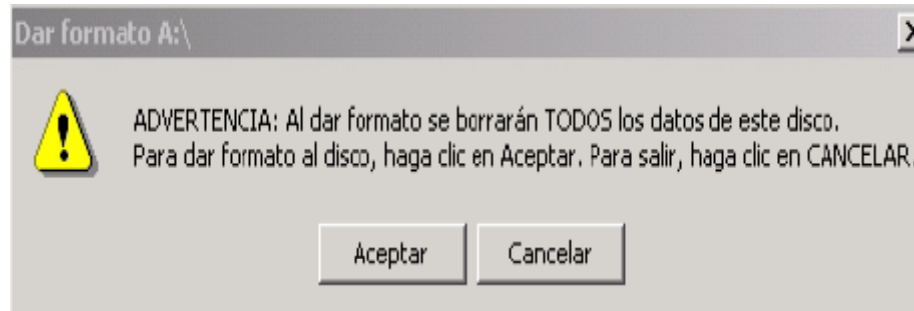 Dar formato A:\
ADVERTENCIA: Al dar formato se borrarán TODOS los datos de este disco.
Para dar formato al disco, haga clic en Aceptar. Para salir, haga clic en CANCELAR.
Aceptar
Cancelar